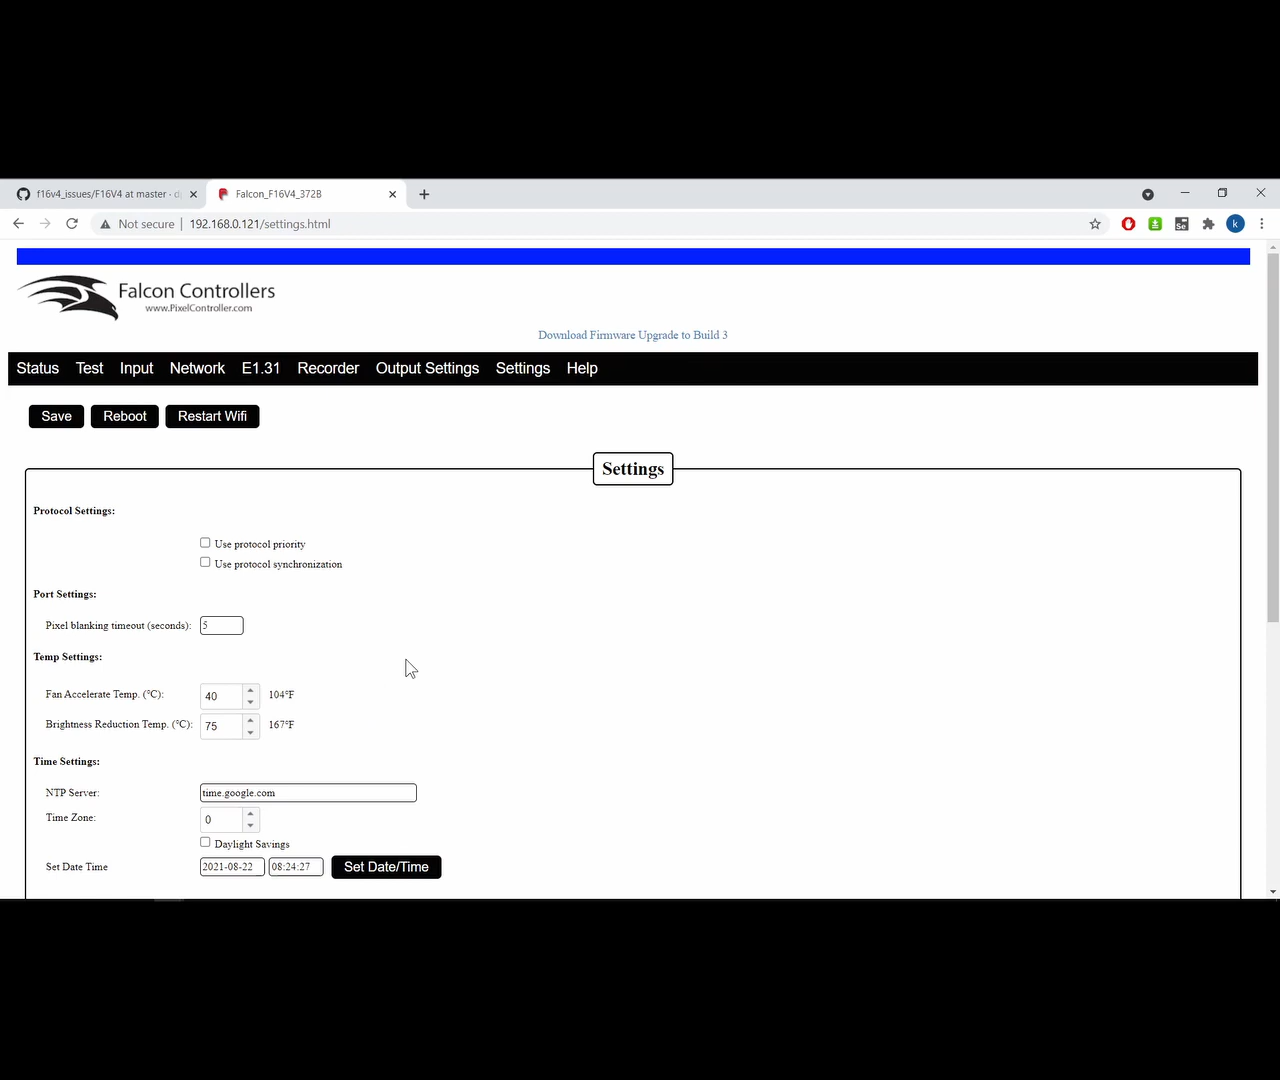 f16v4_issues/F16V4 at master · d
Falcon_F16V4_372B
Not secure | 192.168.0.121/settings.html
Se
k
Falcon Controllers
www.PixelController.com
Download Firmware Upgrade to Build 3
Status Test Input Network E1.31 Recorder Output Settings Settings Help
Save Reboot Restart Wifi
Settings
Protocol Settings:
Use protocol priority
Use protocol synchronization
Port Settings:
Pixel blanking timeout (seconds): 5
Temp Settings:
Fan Accelerate Temp. (°C): 40 104°F
Brightness Reduction Temp. (°C): 75 167°F
Time Settings:
NTP Server: time.google.com
Time Zone: 0
Daylight Savings
Set Date Time 2021-08-22 08:24:27 Set Date/Time